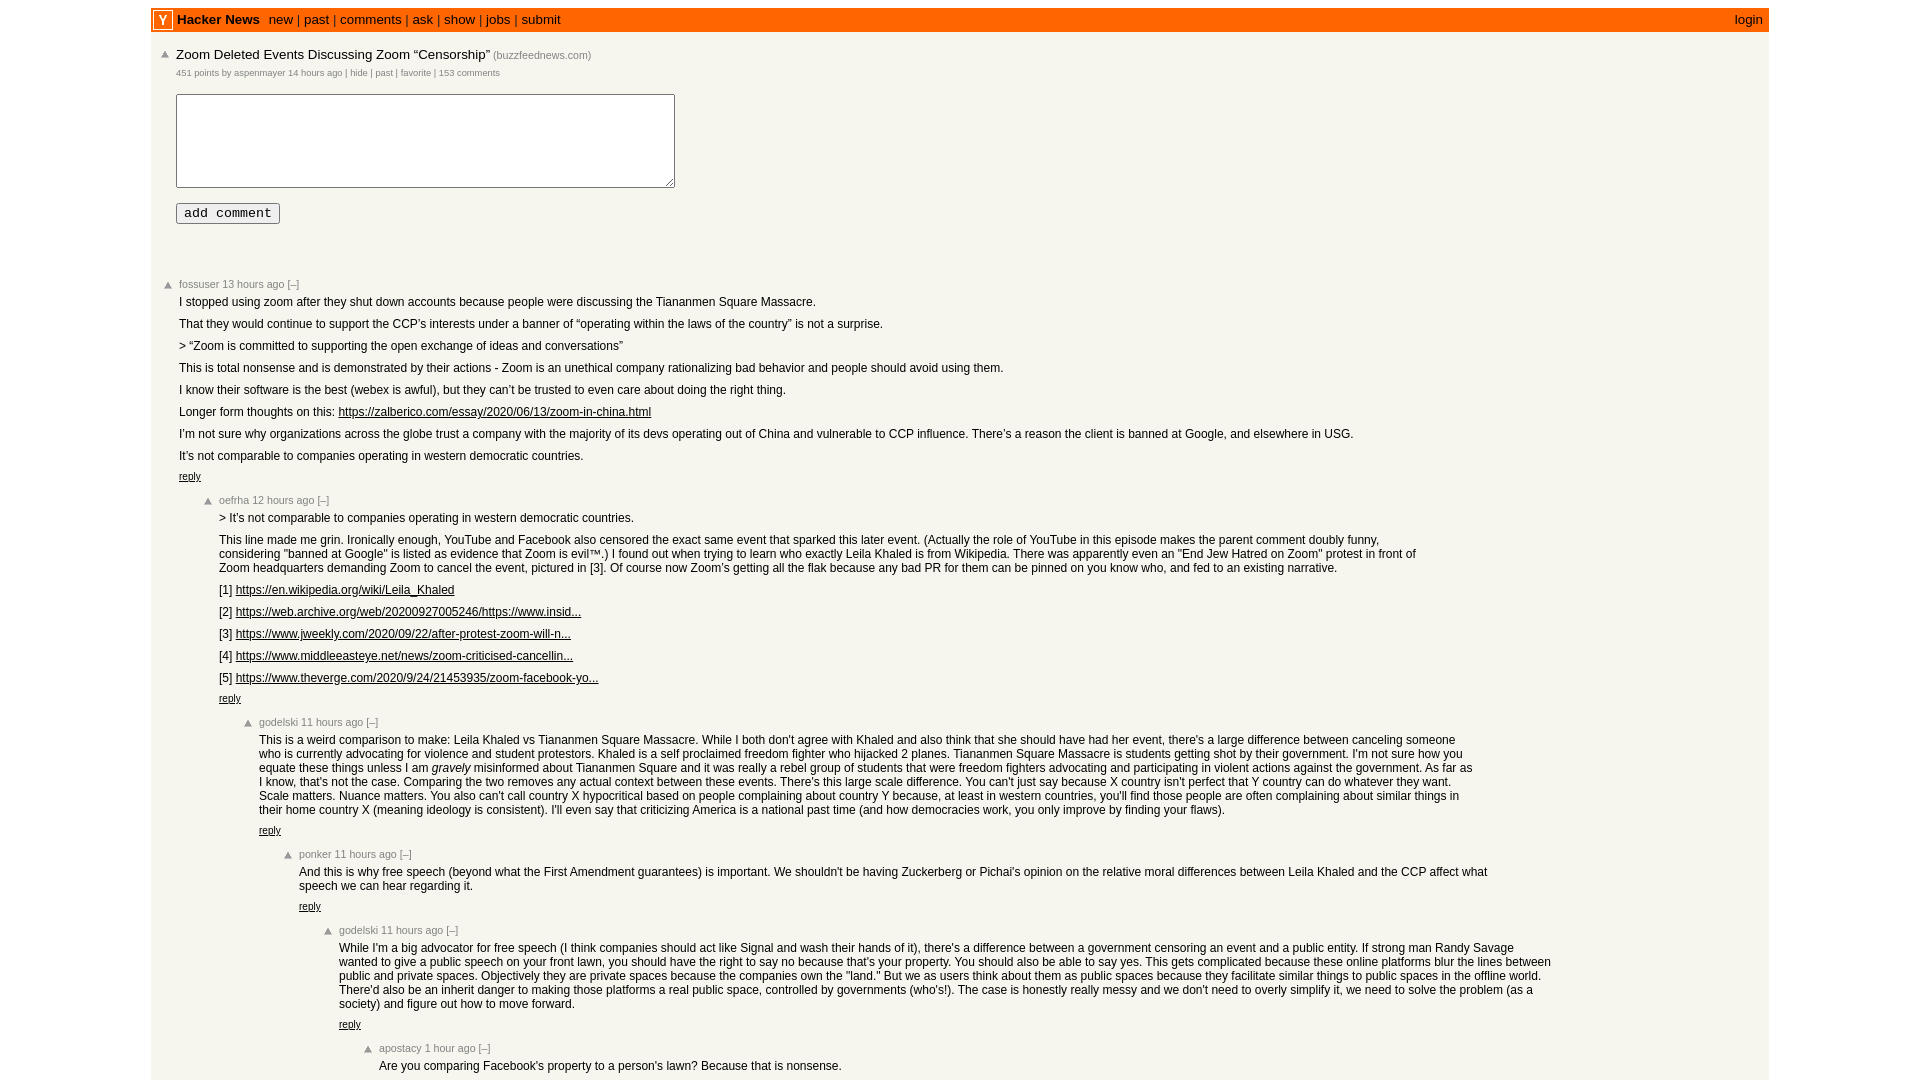 Y Hacker News new | past | comments | ask | show | jobs | submit login
Zoom Deleted Events Discussing Zoom “Censorship” (buzzfeednews.com)
451 points by aspenmayer 14 hours ago | hide | past | favorite | 153 comments
add comment
fossuser 13 hours ago [–]
I stopped using zoom after they shut down accounts because people were discussing the Tiananmen Square Massacre.
That they would continue to support the CCP’s interests under a banner of “operating within the laws of the country” is not a surprise.
> “Zoom is committed to supporting the open exchange of ideas and conversations”
This is total nonsense and is demonstrated by their actions - Zoom is an unethical company rationalizing bad behavior and people should avoid using them.
I know their software is the best (webex is awful), but they can’t be trusted to even care about doing the right thing.
Longer form thoughts on this: https://zalberico.com/essay/2020/06/13/zoom-in-china.html
I’m not sure why organizations across the globe trust a company with the majority of its devs operating out of China and vulnerable to CCP influence. There’s a reason the client is banned at Google, and elsewhere in USG.
It’s not comparable to companies operating in western democratic countries.
reply
oefrha 12 hours ago [–]
> It’s not comparable to companies operating in western democratic countries.
This line made me grin. Ironically enough, YouTube and Facebook also censored the exact same event that sparked this later event. (Actually the role of YouTube in this episode makes the parent comment doubly funny,
considering "banned at Google" is listed as evidence that Zoom is evil™.) I found out when trying to learn who exactly Leila Khaled is from Wikipedia. There was apparently even an "End Jew Hatred on Zoom" protest in front of
Zoom headquarters demanding Zoom to cancel the event, pictured in [3]. Of course now Zoom’s getting all the flak because any bad PR for them can be pinned on you know who, and fed to an existing narrative.
[1] https://en.wikipedia.org/wiki/Leila_Khaled
[2] https://web.archive.org/web/20200927005246/https://www.insid...
[3] https://www.jweekly.com/2020/09/22/after-protest-zoom-will-n...
[4] https://www.middleeasteye.net/news/zoom-criticised-cancellin...
[5] https://www.theverge.com/2020/9/24/21453935/zoom-facebook-yo...
reply
godelski 11 hours ago [–]
This is a weird comparison to make: Leila Khaled vs Tiananmen Square Massacre. While I both don't agree with Khaled and also think that she should have had her event, there's a large difference between canceling someone
who is currently advocating for violence and student protestors. Khaled is a self proclaimed freedom fighter who hijacked 2 planes. Tiananmen Square Massacre is students getting shot by their government. I'm not sure how you
equate these things unless I am gravely misinformed about Tiananmen Square and it was really a rebel group of students that were freedom fighters advocating and participating in violent actions against the government. As far as
I know, that's not the case. Comparing the two removes any actual context between these events. There's this large scale difference. You can't just say because X country isn't perfect that Y country can do whatever they want.
Scale matters. Nuance matters. You also can't call country X hypocritical based on people complaining about country Y because, at least in western countries, you'll find those people are often complaining about similar things in
their home country X (meaning ideology is consistent). I'll even say that criticizing America is a national past time (and how democracies work, you only improve by finding your flaws).
reply
ponker 11 hours ago [–]
And this is why free speech (beyond what the First Amendment guarantees) is important. We shouldn't be having Zuckerberg or Pichai's opinion on the relative moral differences between Leila Khaled and the CCP affect what
speech we can hear regarding it.
reply
godelski 11 hours ago [–]
While I'm a big advocator for free speech (I think companies should act like Signal and wash their hands of it), there's a difference between a government censoring an event and a public entity. If strong man Randy Savage
wanted to give a public speech on your front lawn, you should have the right to say no because that's your property. You should also be able to say yes. This gets complicated because these online platforms blur the lines between
public and private spaces. Objectively they are private spaces because the companies own the "land." But we as users think about them as public spaces because they facilitate similar things to public spaces in the offline world.
There'd also be an inherit danger to making those platforms a real public space, controlled by governments (who's!). The case is honestly really messy and we don't need to overly simplify it, we need to solve the problem (as a
society) and figure out how to move forward.
reply
apostacy 1 hour ago [–]
Are you comparing Facebook's property to a person's lawn? Because that is nonsense.